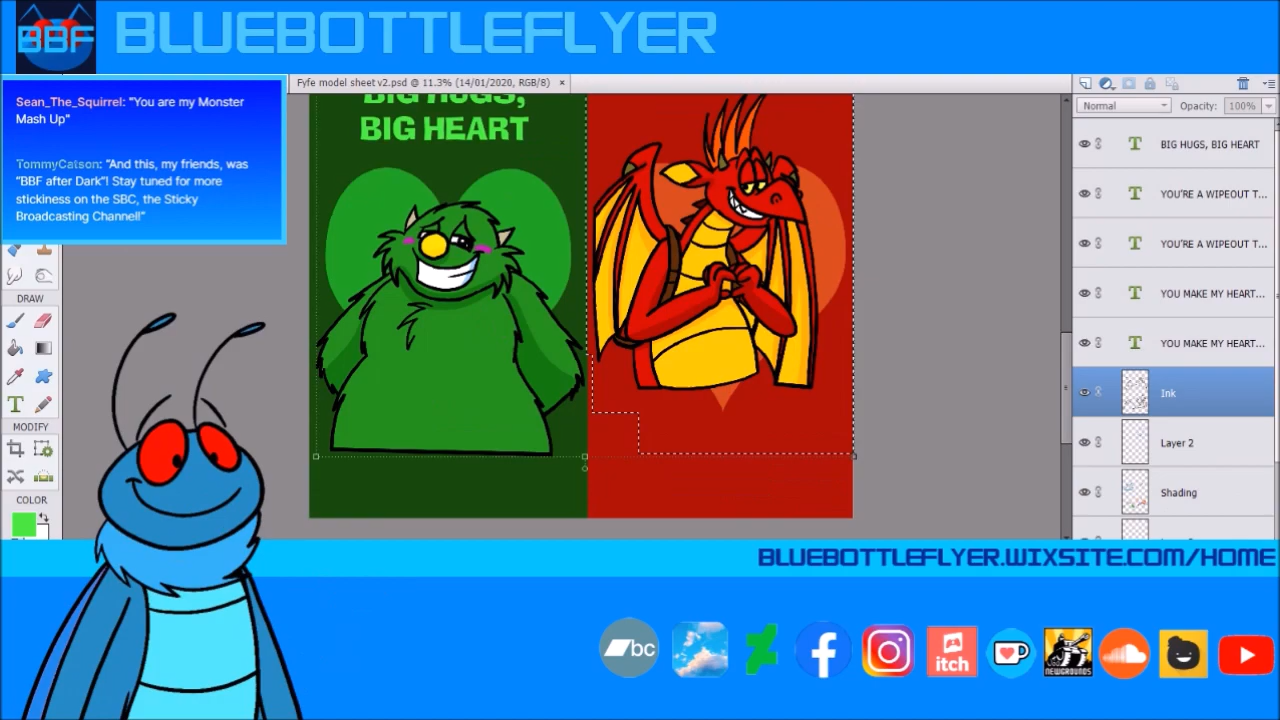 BBF
BLUEBOTTLEFLYER
Fyfe model sheet v2.psd @ 11.3% (14/01/2020, RGB/8) ×
Sean_The_Squirrel: "You are my Monster
Mash Up"
TommyCatson: "And this, my friends, was
"BBF after Dark"! Stay tuned for more
stickiness on the SBC, the Sticky
Broadcasting Channel!"
BIG HUGS,
BIG HEART
Normal
Opacity: 100%
T BIG HUGS, BIG HEART
T YOU'RE A WIPEOUT T...
T YOU'RE A WIPEOUT T...
T YOU MAKE MY HEART...
T YOU MAKE MY HEART...
Ink
Layer 2
Shading
DRAW
T
MODIFY
COLOR
BLUEBOTTLEFLYER.WIXSITE.COM/HOME
bc
itch
NEWGROUNDS